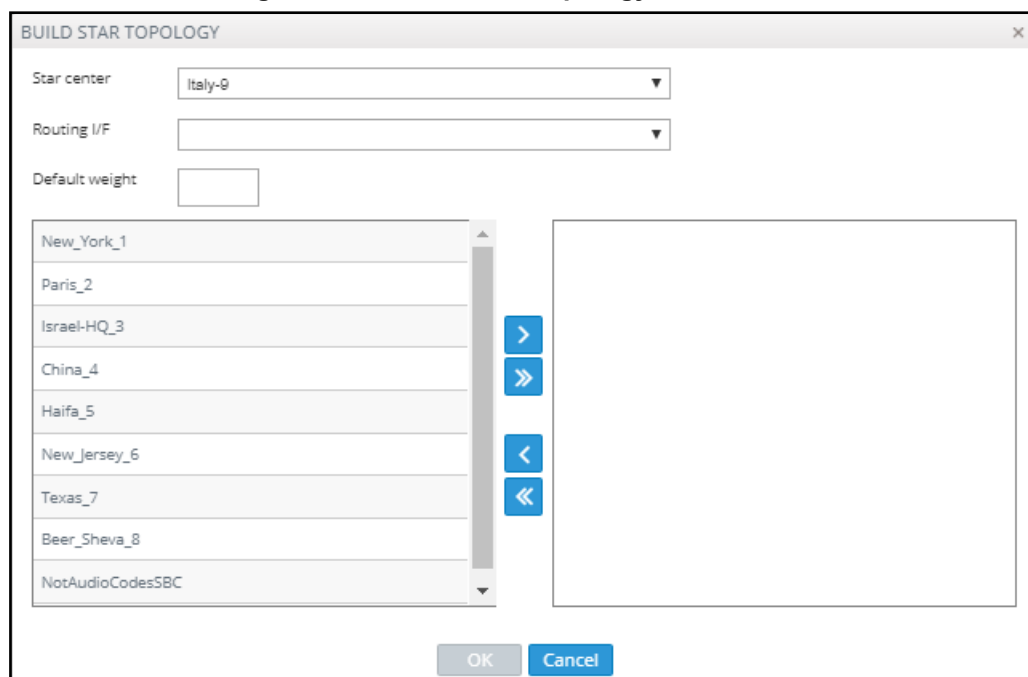 BUILD STAR TOPOLOGY
Star center
Italy-9
Routing I/F
Default weight
New_York_1
Paris_2
Israel-HQ_3
China_4
Haifa_5
New_Jersey_6
Texas_7
Beer_Sheva_8
NotAudioCodesSBC
OK
Cancel